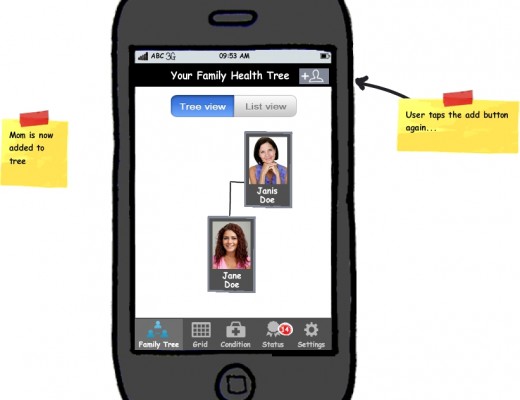 ABC 3G 09:53 AM
Your Family Health Tree
Tree view List view
Mom is now
added to
tree
User taps the add button
again...
Janis
Doe
Jane
Doe
14
Family Tree Grid Condition Status Settings